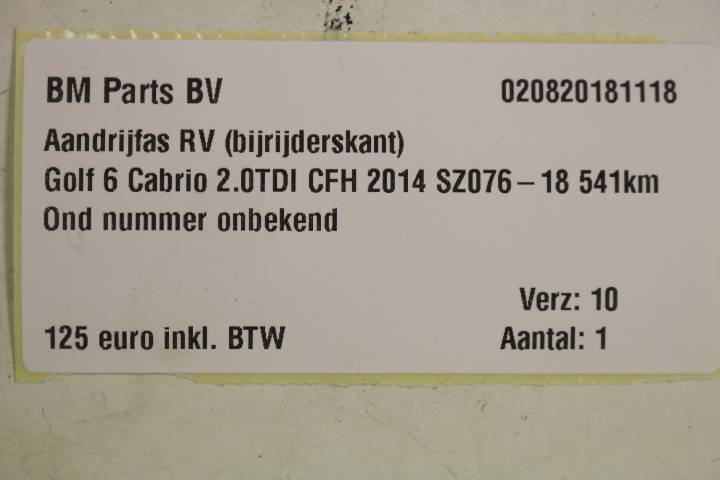 BM Parts BV 020820181118
Aandrijfas RV (bijrijderskant)
Golf 6 Cabrio 2.0TDI CFH 2014 SZ076 – 18 541km
Ond nummer onbekend
Verz: 10
125 euro inkl. BTW Aantal: 1